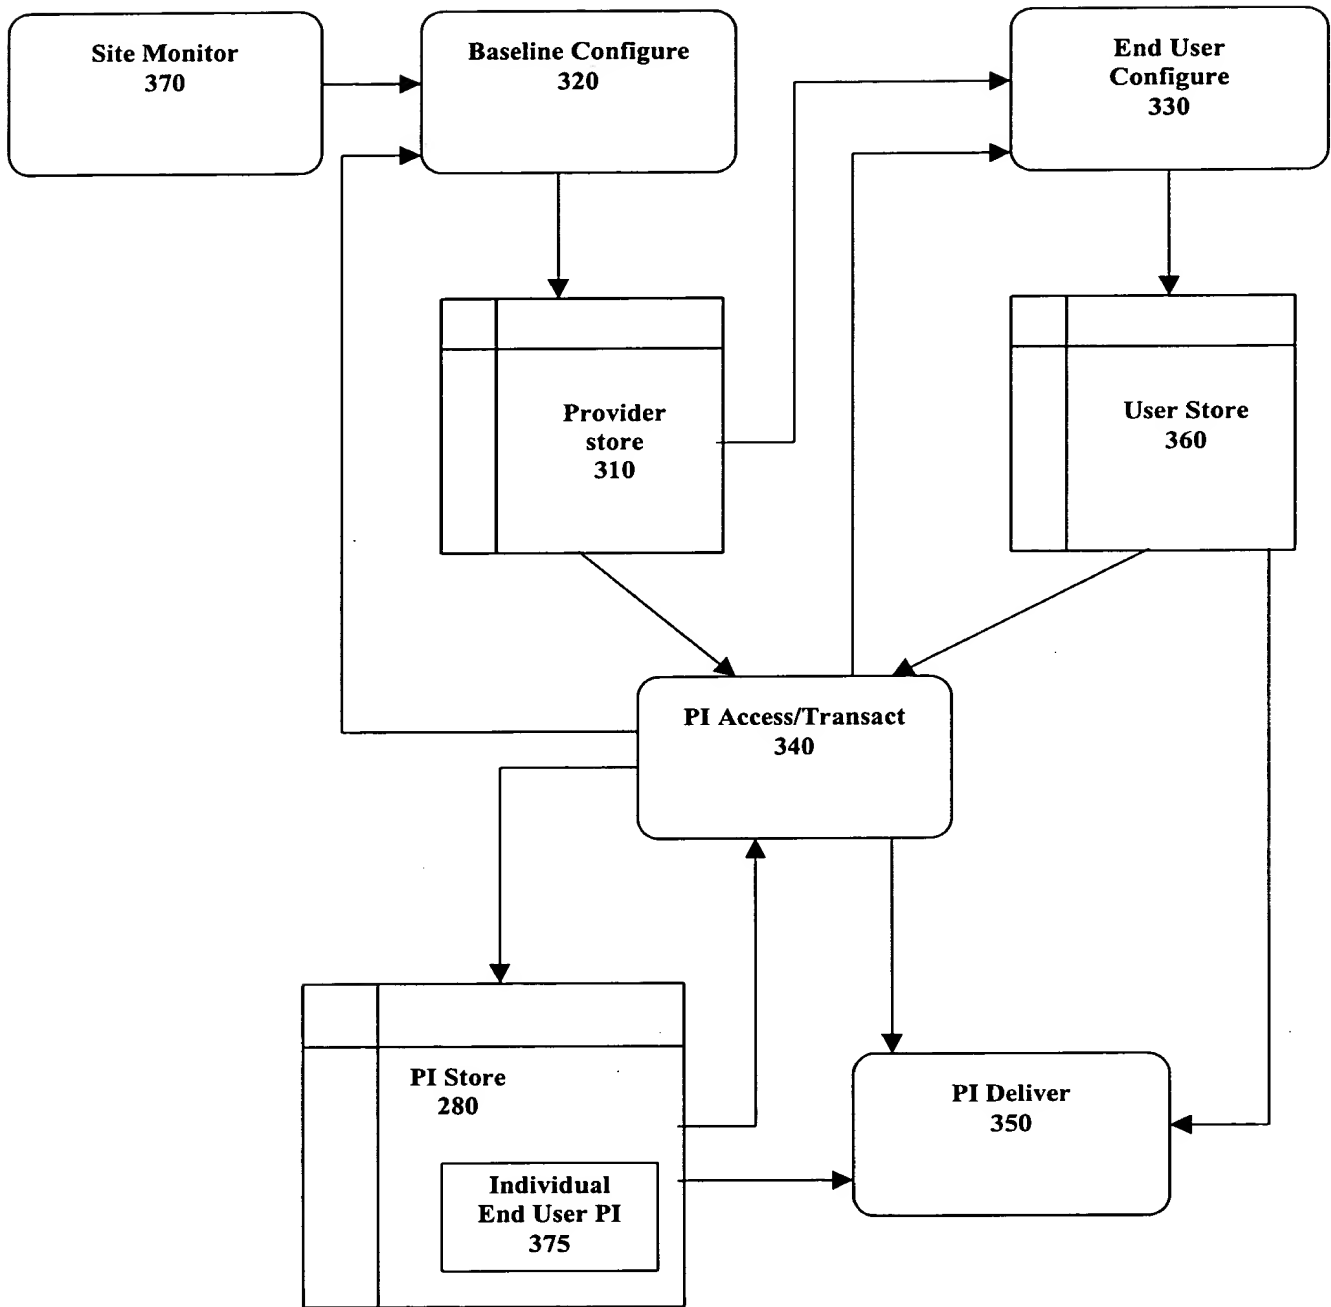 Site Monitor
370
Baseline Configure
320
End User
Configure
330
Provider
store
310
User Store
360
PI Access/Transact
340
PI Store
280
Individual
End User PI
375
PI Deliver
350